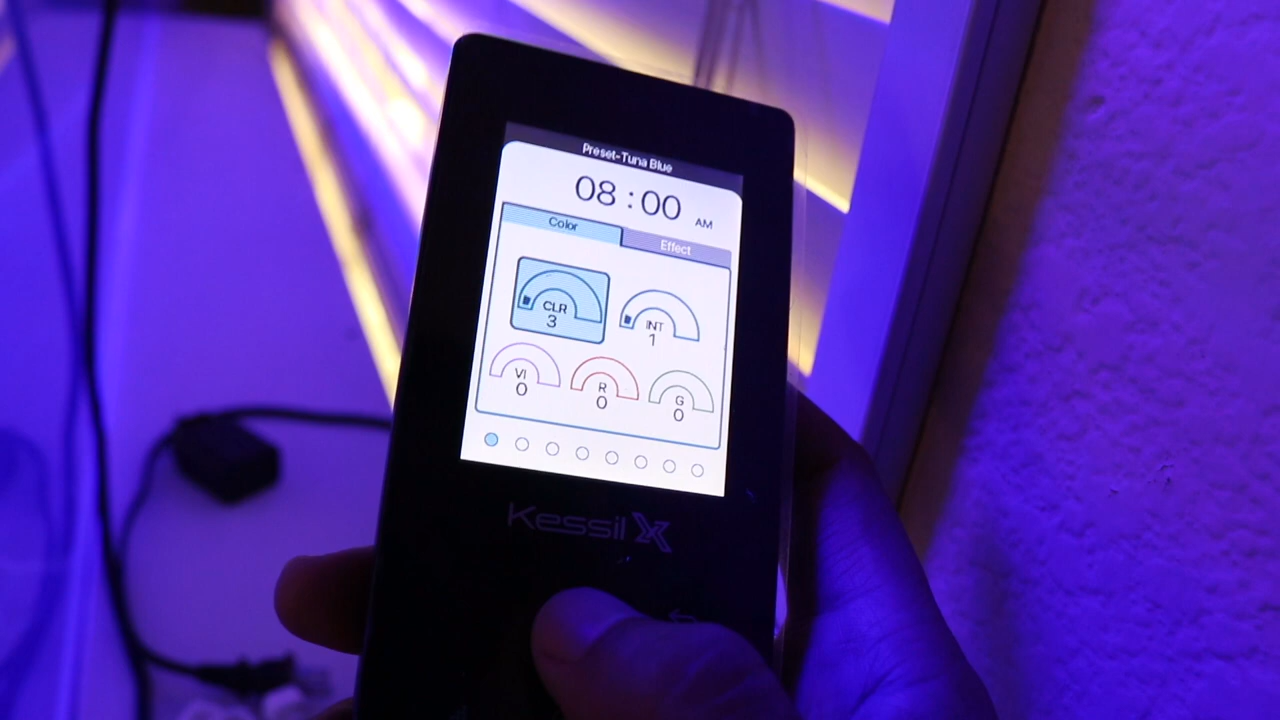 Preset-Tuna Blue
08 : 00 AM
Color Effect
CLR
3
INT
1
VI
0
R
0
G
0
Kessil X